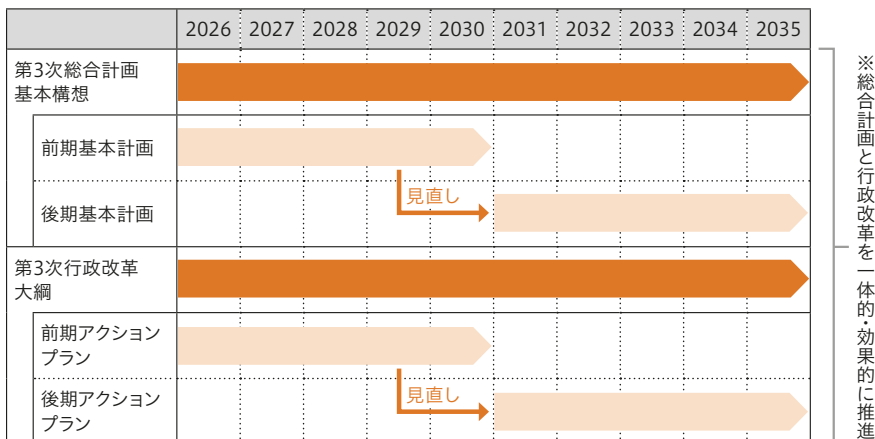 2026 2027 2028 2029 2030 2031 2032 2033 2034 2035
第3次総合計画
基本構想
前期基本計画
見直し
後期基本計画
第3次行政改革
大綱
前期アクション
プラン
見直し
後期アクション
プラン
※総合計画と行政改革を一体的・効果的に推進